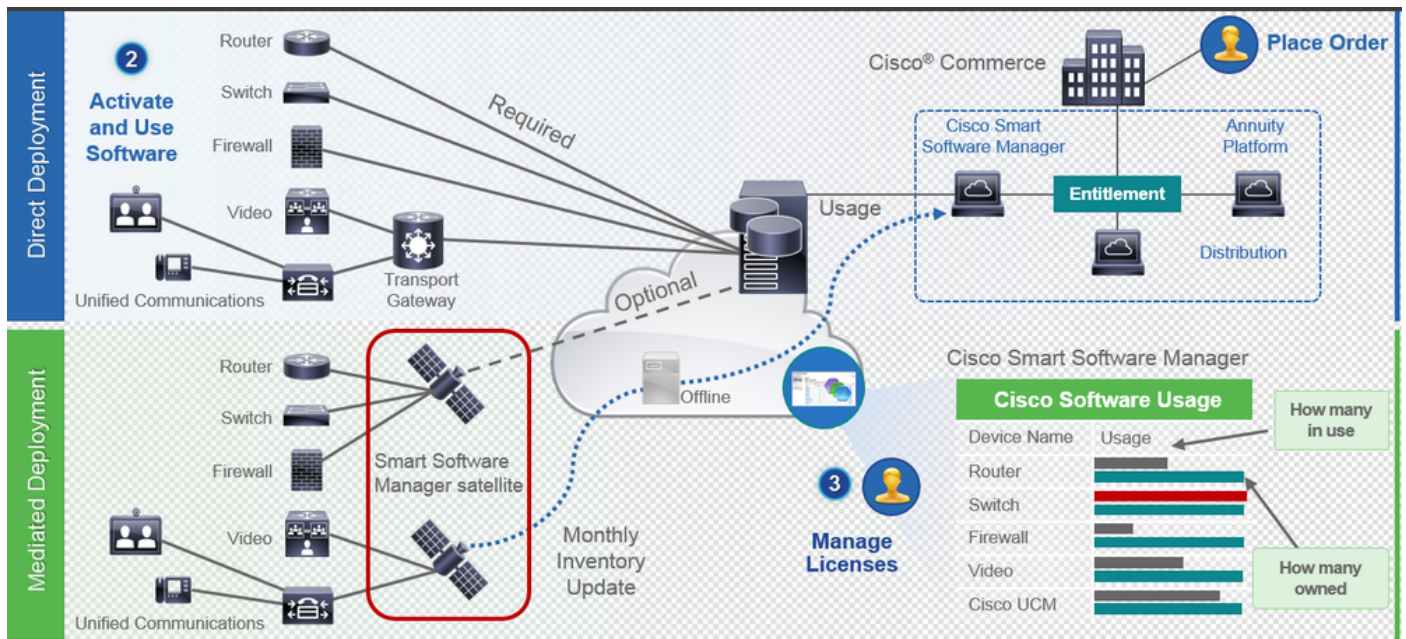 Direct Deployment
2
Activate
and Use
Software
Router
Switch
Firewall
Video
Unified Communications
Transport
Gateway
Required
Optional
Usage
Cisco® Commerce
Place Order
Cisco Smart
Software Manager
Annuity
Platform
Entitlement
Distribution
Mediated Deployment
Router
Switch
Firewall
Video
Unified Communications
Smart Software
Manager satellite
Offline
Monthly
Inventory
Update
3
Manage
Licenses
Cisco Smart Software Manager
Cisco Software Usage
Device Name Usage
Router
Switch
Firewall
Video
Cisco UCM
How many
in use
How many
owned